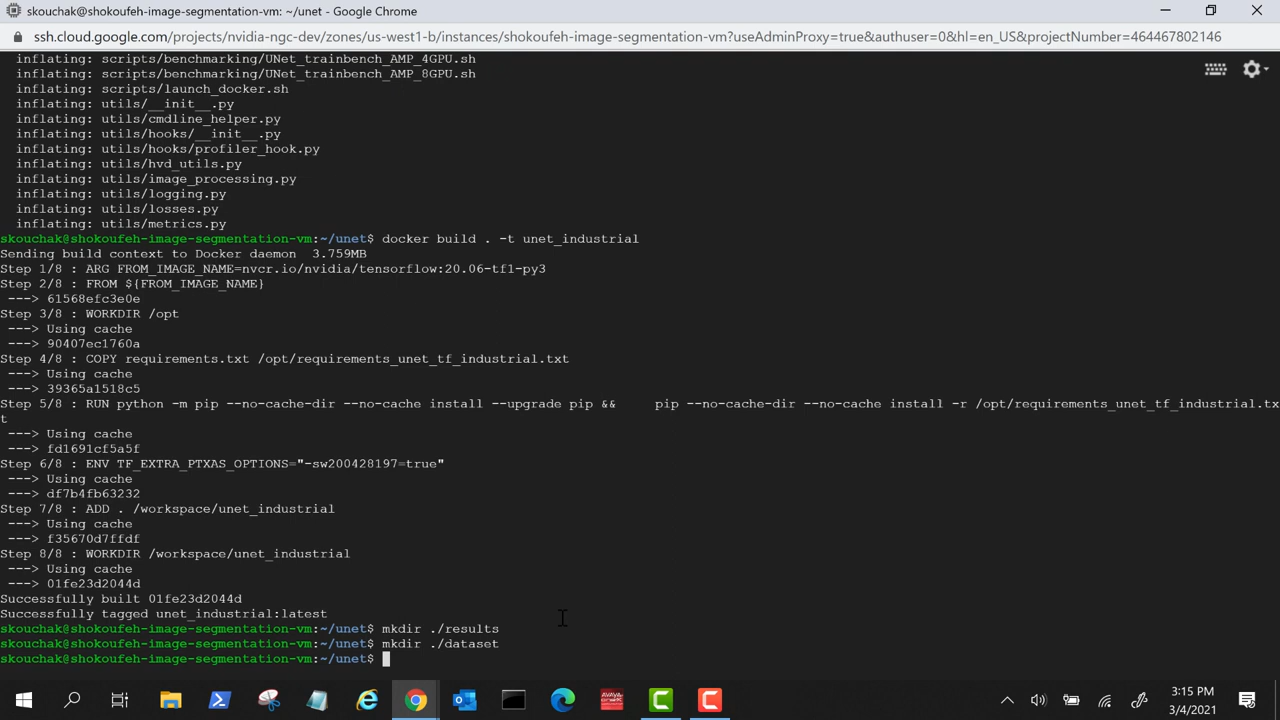 skouchak@shokoufeh-image-segmentation-vm: ~/unet - Google Chrome
ssh.cloud.google.com/projects/nvidia-ngc-dev/zones/us-west1-b/instances/shokoufeh-image-segmentation-vm?useAdminProxy=true&authuser=0&hl=en_US&projectNumber=464467802146
inflating: scripts/benchmarking/UNet_trainbench_AMP_4GPU.sh
inflating: scripts/benchmarking/UNet_trainbench_AMP_8GPU.sh
inflating: scripts/launch_docker.sh
inflating: utils/__init__.py
inflating: utils/cmdline_helper.py
inflating: utils/hooks/__init__.py
inflating: utils/hooks/profiler_hook.py
inflating: utils/hvd_utils.py
inflating: utils/image_processing.py
inflating: utils/logging.py
inflating: utils/losses.py
inflating: utils/metrics.py
skouchak@shokoufeh-image-segmentation-vm:~/unet$ docker build . -t unet_industrial
Sending build context to Docker daemon  3.759MB
Step 1/8 : ARG FROM_IMAGE_NAME=nvcr.io/nvidia/tensorflow:20.06-tf1-py3
Step 2/8 : FROM ${FROM_IMAGE_NAME}
---> 61568efc3e0e
Step 3/8 : WORKDIR /opt
---> Using cache
---> 90407ec1760a
Step 4/8 : COPY requirements.txt /opt/requirements_unet_tf_industrial.txt
---> Using cache
---> 39365a1518c5
Step 5/8 : RUN python -m pip --no-cache-dir --no-cache install --upgrade pip &&     pip --no-cache-dir --no-cache install -r /opt/requirements_unet_tf_industrial.tx
t
---> Using cache
---> fd1691cf5a5f
Step 6/8 : ENV TF_EXTRA_PTXAS_OPTIONS="-sw200428197=true"
---> Using cache
---> df7b4fb63232
Step 7/8 : ADD . /workspace/unet_industrial
---> Using cache
---> f35670d7ffdf
Step 8/8 : WORKDIR /workspace/unet_industrial
---> Using cache
---> 01fe23d2044d
Successfully built 01fe23d2044d
Successfully tagged unet_industrial:latest
skouchak@shokoufeh-image-segmentation-vm:~/unet$ mkdir ./results
skouchak@shokoufeh-image-segmentation-vm:~/unet$ mkdir ./dataset
skouchak@shokoufeh-image-segmentation-vm:~/unet$
AVAYA
3:15 PM
3/4/2021